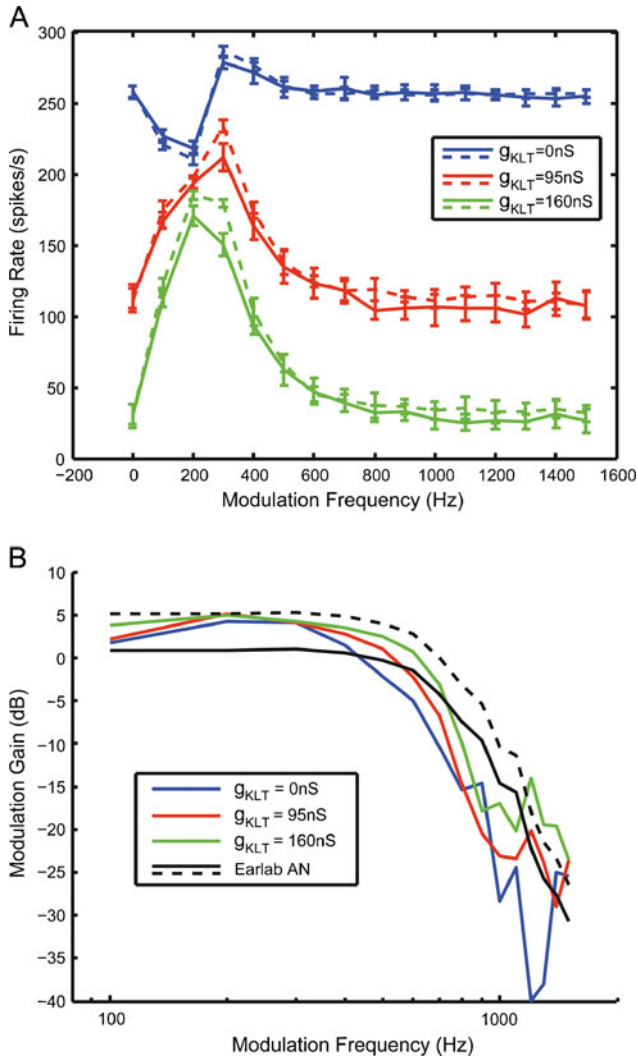 A
300
250
200
150
100
50
0
Firing Rate (spikes/s)
gKLT=0nS
gKLT=95nS
gKLT=160nS
−200 0 200 400 600 800 1000 1200 1400 1600
Modulation Frequency (Hz)
B
10
5
0
−5
−10
−15
−20
−25
−30
−35
−40
Modulation Gain (dB)
gKLT = 0nS
gKLT = 95nS
gKLT = 160nS
Earlab AN
100 1000
Modulation Frequency (Hz)